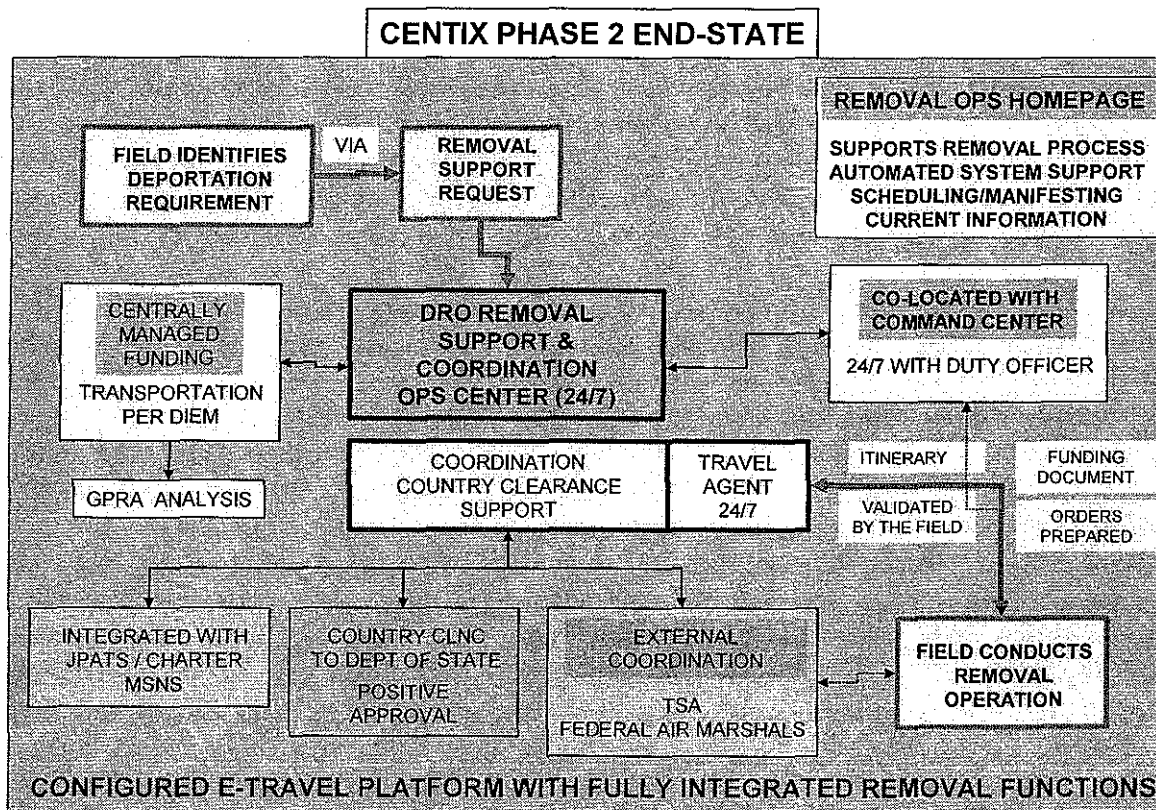 CENTIX PHASE 2 END-STATE
REMOVAL OPS HOMEPAGE
SUPPORTS REMOVAL PROCESS
AUTOMATED SYSTEM SUPPORT
SCHEDULING/MANIFESTING
CURRENT INFORMATION
FIELD IDENTIFIES
DEPORTATION
REQUIREMENT
VIA
REMOVAL
SUPPORT
REQUEST
CENTRALLY
MANAGED
FUNDING
TRANSPORTATION
PER DIEM
DRO REMOVAL
SUPPORT &
COORDINATION
OPS CENTER (24/7)
CO-LOCATED WITH
COMMAND CENTER
24/7 WITH DUTY OFFICER
GPRA ANALYSIS
COORDINATION
COUNTRY CLEARANCE
SUPPORT
TRAVEL
AGENT
24/7
ITINERARY
VALIDATED
BY THE FIELD
FUNDING
DOCUMENT
ORDERS
PREPARED
INTEGRATED WITH
JPATS / CHARTER
MSNS
COUNTRY CLNC
TO DEPT OF STATE
POSITIVE
APPROVAL
EXTERNAL
COORDINATION
TSA
FEDERAL AIR MARSHALS
FIELD CONDUCTS
REMOVAL
OPERATION
CONFIGURED E-TRAVEL PLATFORM WITH FULLY INTEGRATED REMOVAL FUNCTIONS